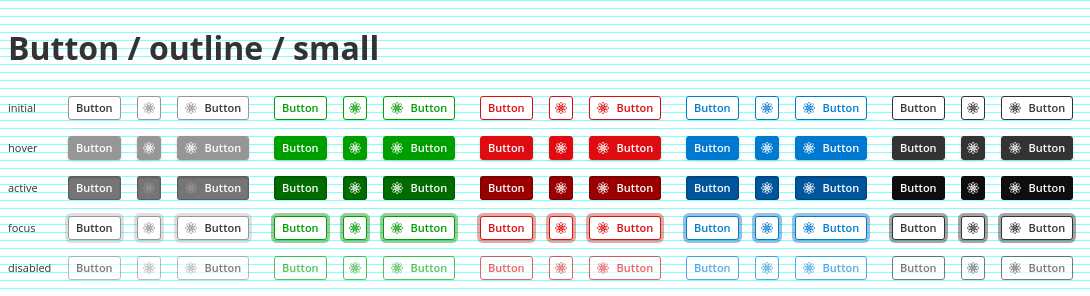 Button / outline / small
initial Button Button Button Button Button Button Button Button Button Button
hover Button Button Button Button Button Button Button Button Button Button
active Button Button Button Button Button Button Button Button Button Button
focus Button Button Button Button Button Button Button Button Button Button
disabled Button Button Button Button Button Button Button Button Button Button